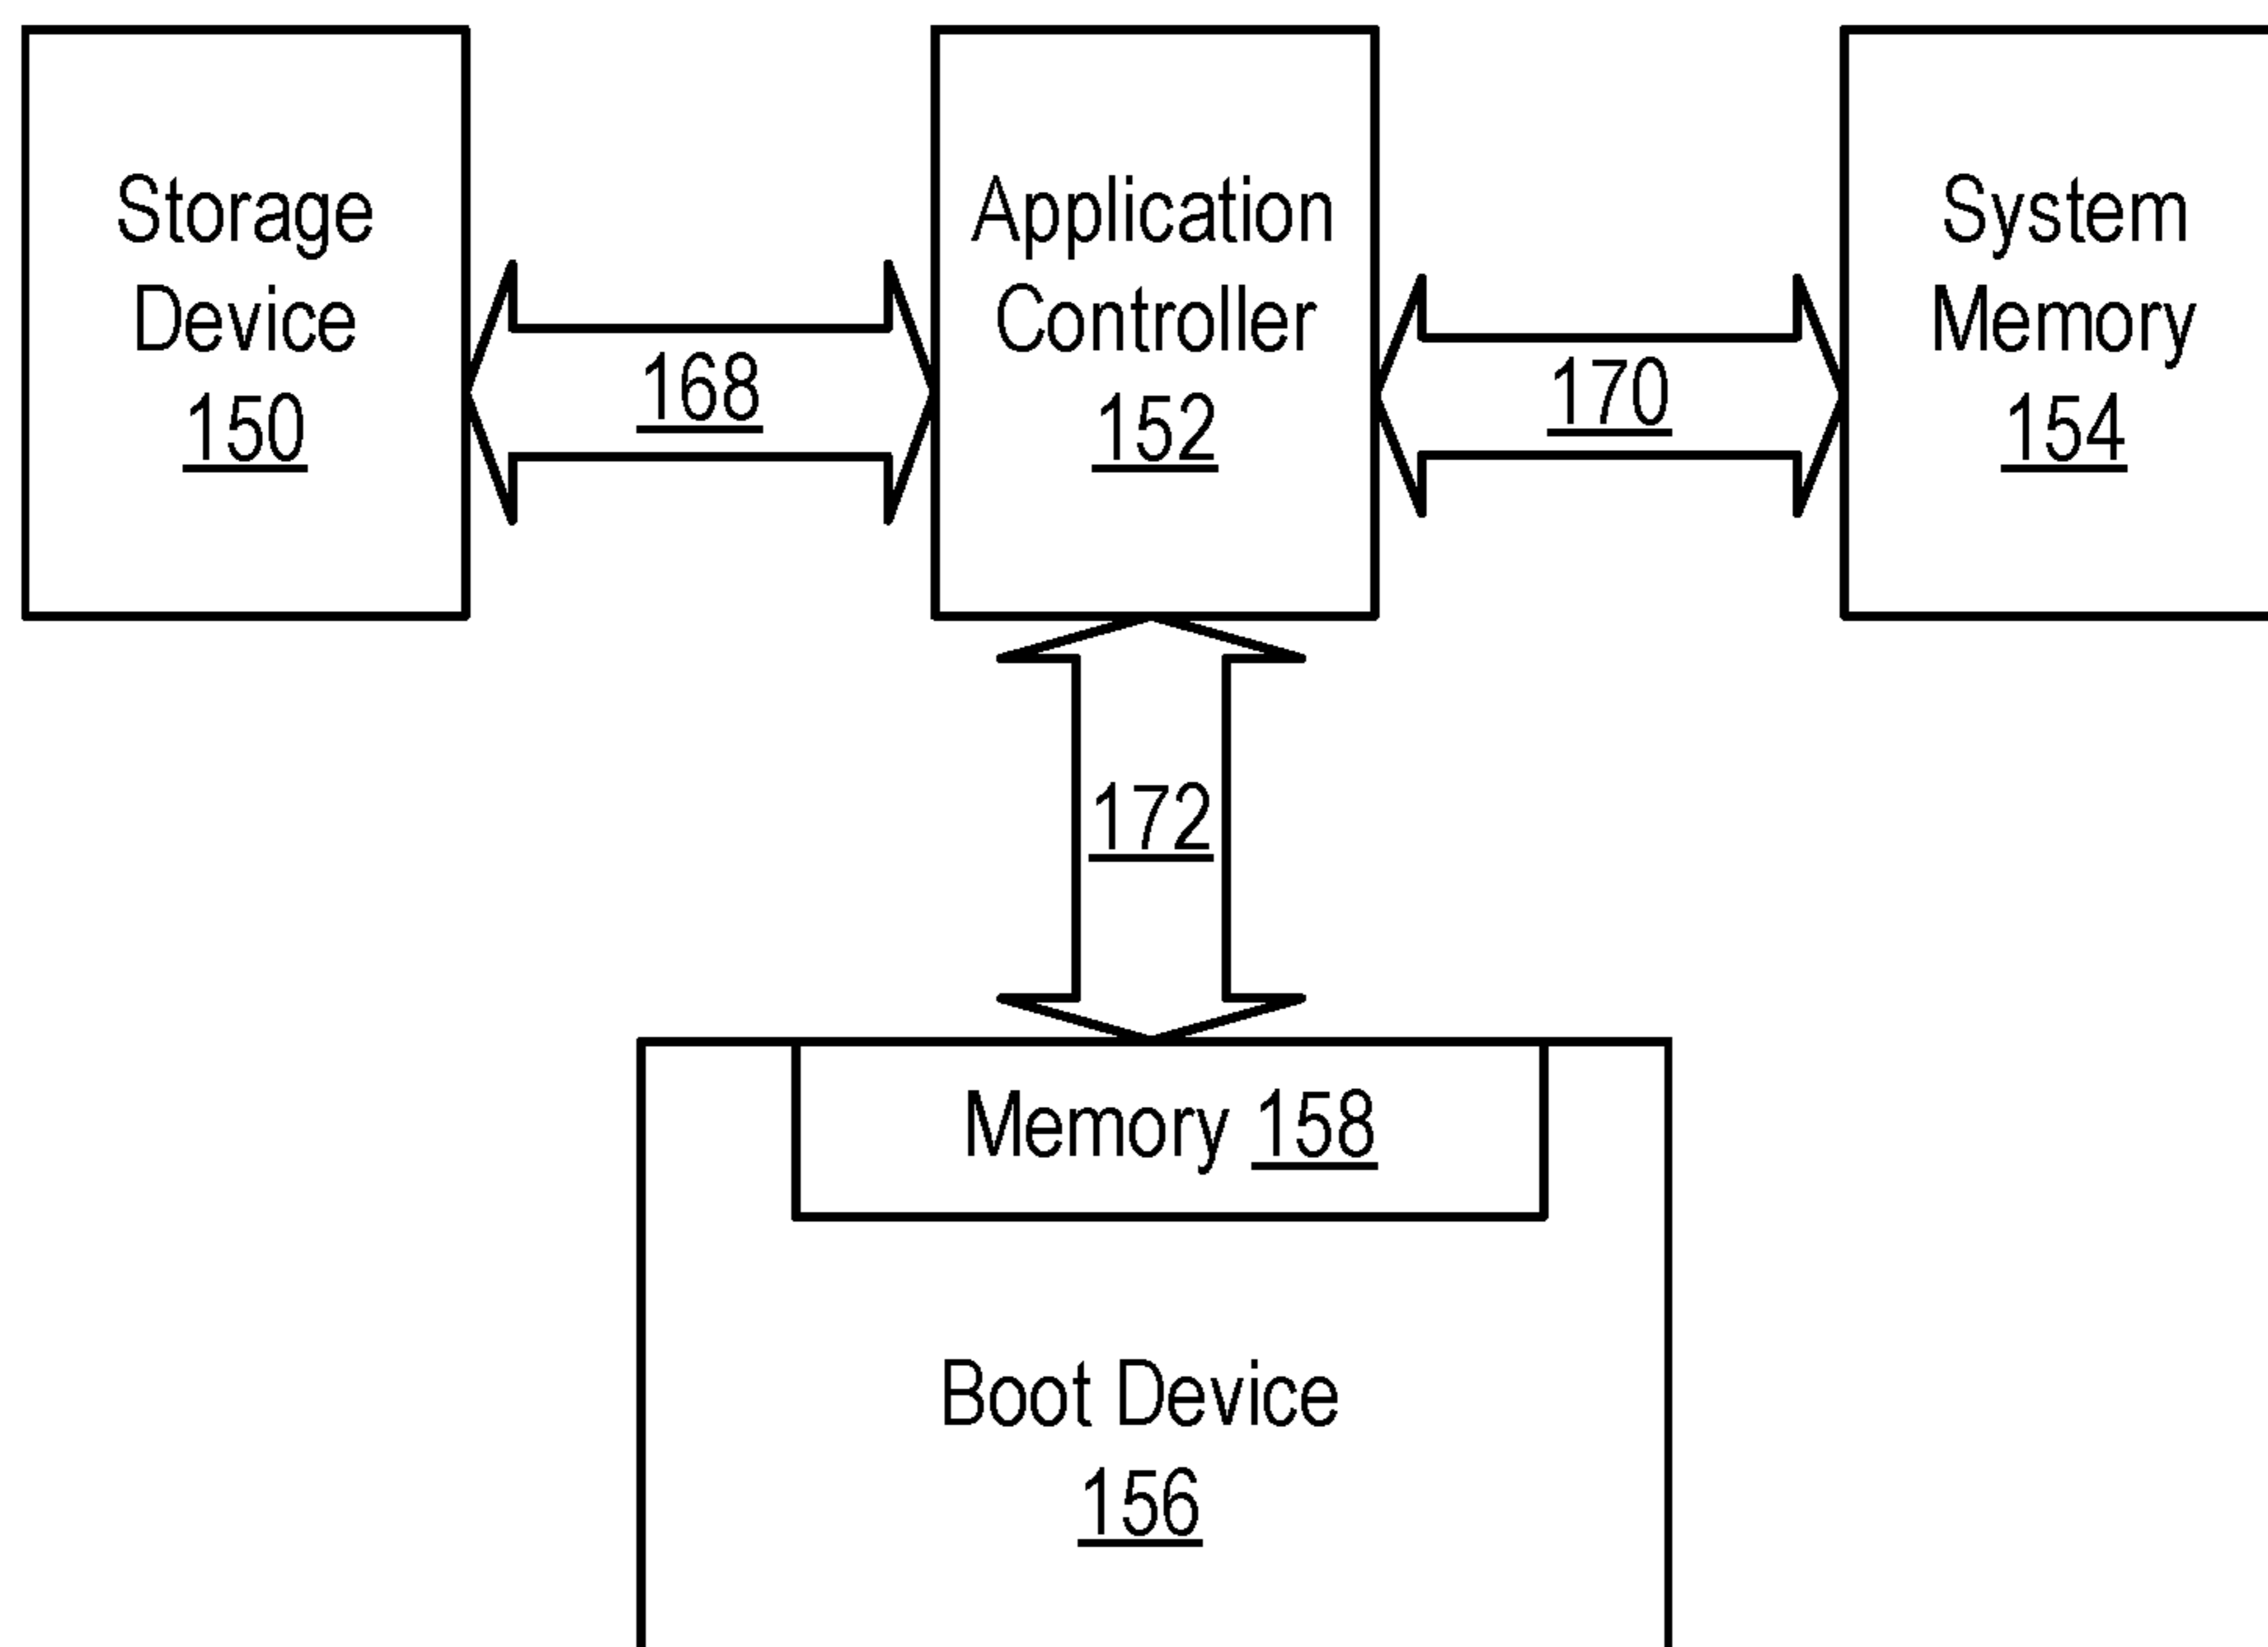 Storage
Device
150
168
Application
Controller
152
170
System
Memory
154
172
Memory 158
Boot Device
156